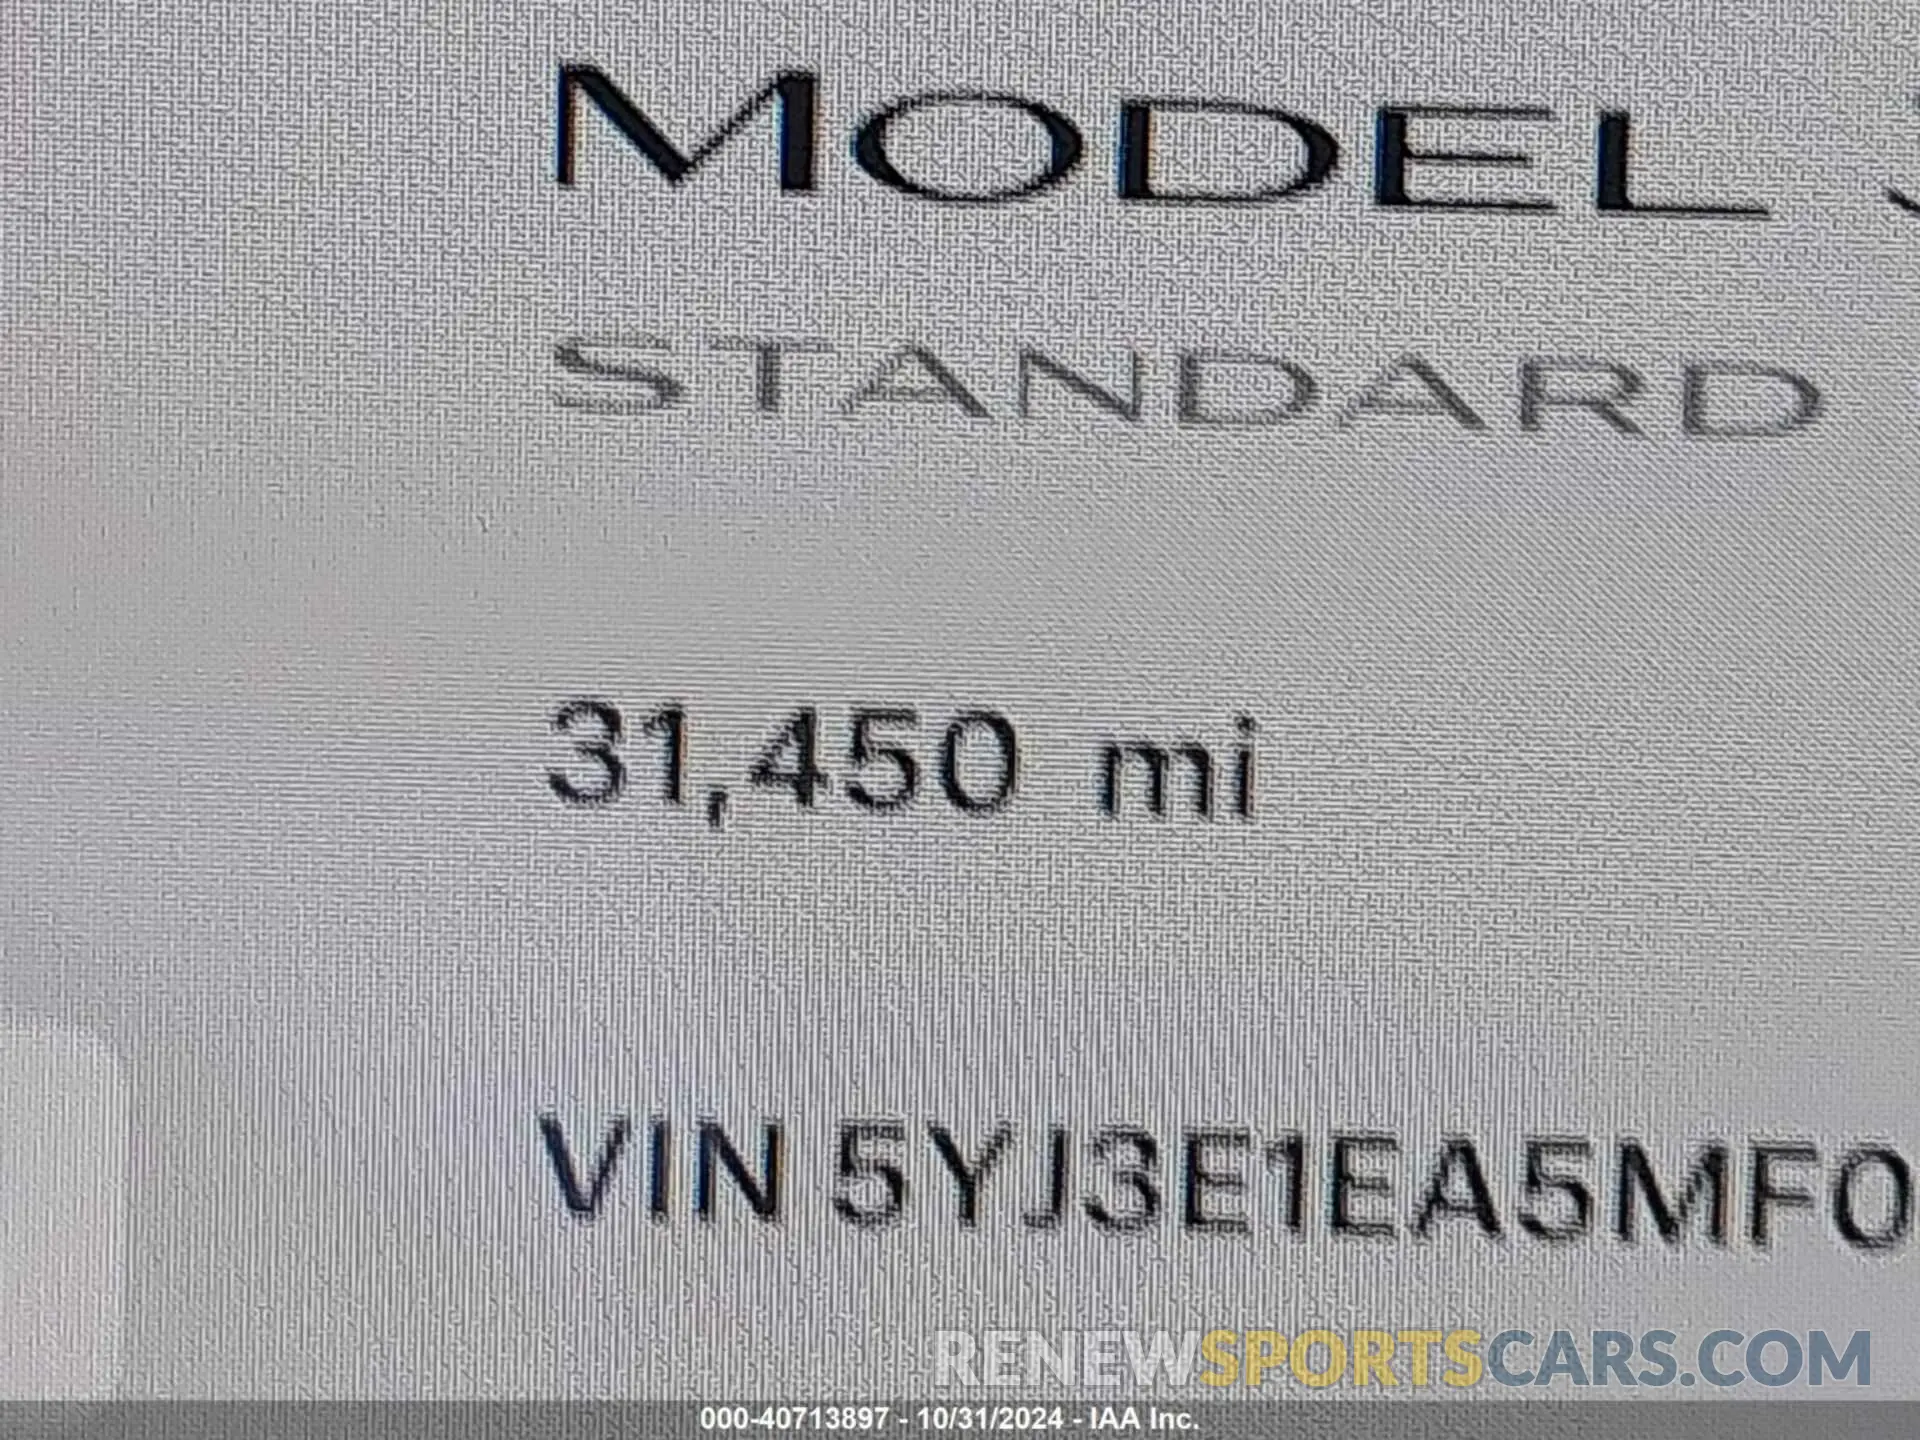 MODEL
STANDARD
31,450 mi
VIN 5YJ3E1EA5MF0
RENEWSPORTSCARS.COM
000-40713897 - 10/31/2024 - IAA Inc.